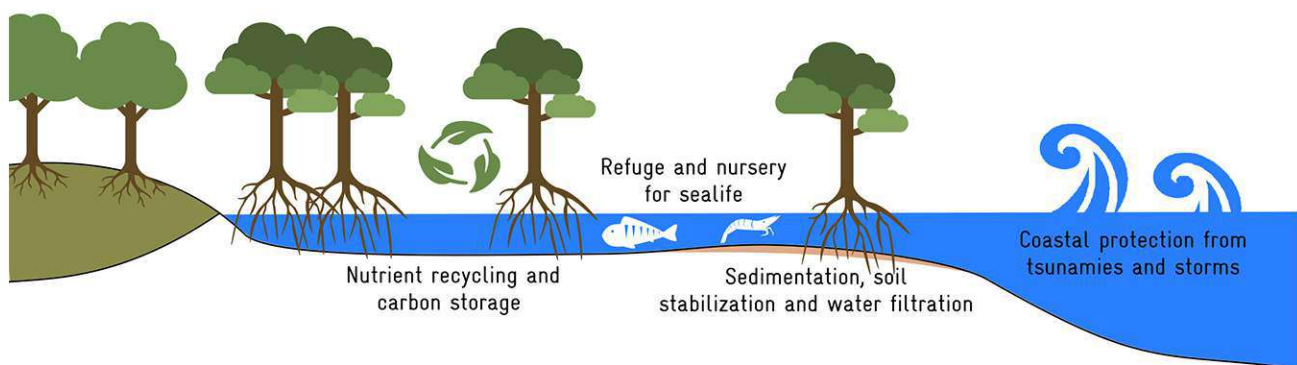 Refuge and nursery
for sealife
Nutrient recycling and
carbon storage
Sedimentation, soil
stabilization and water filtration
Coastal protection from
tsunamies and storms